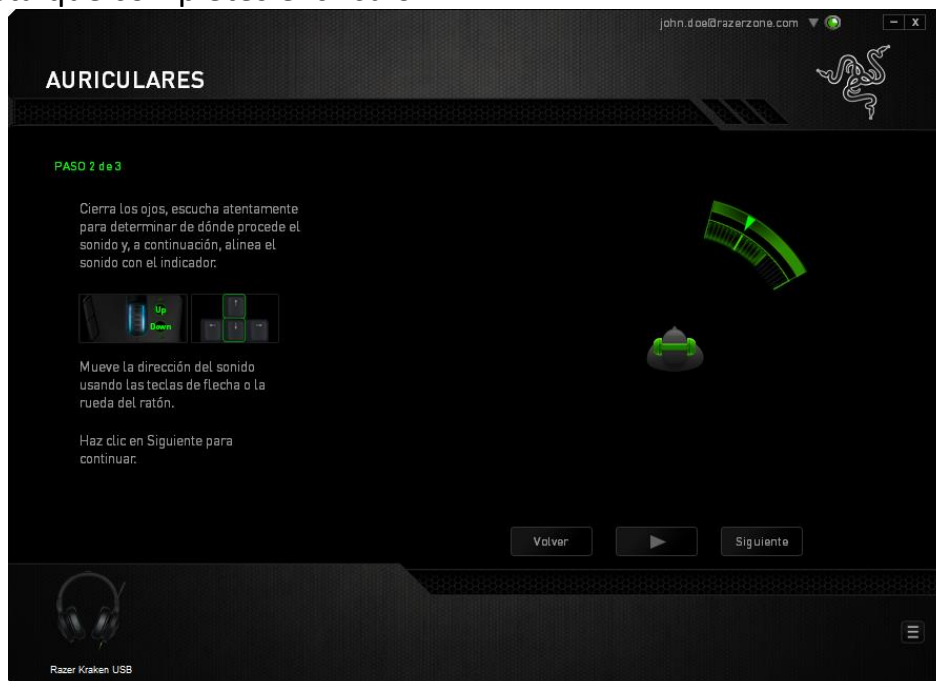 john.doe@razerzone.com
AURICULARES
PASO 2 de 3
Cierra los ojos, escucha atentamente
para determinar de dónde procede el
sonido y, a continuación, alinea el
sonido con el indicador.
Up
Down
Mueve la dirección del sonido
usando las teclas de flecha o la
rueda del ratón.
Haz clic en Siguiente para
continuar.
Volver
Siguiente
Razer Kraken USB